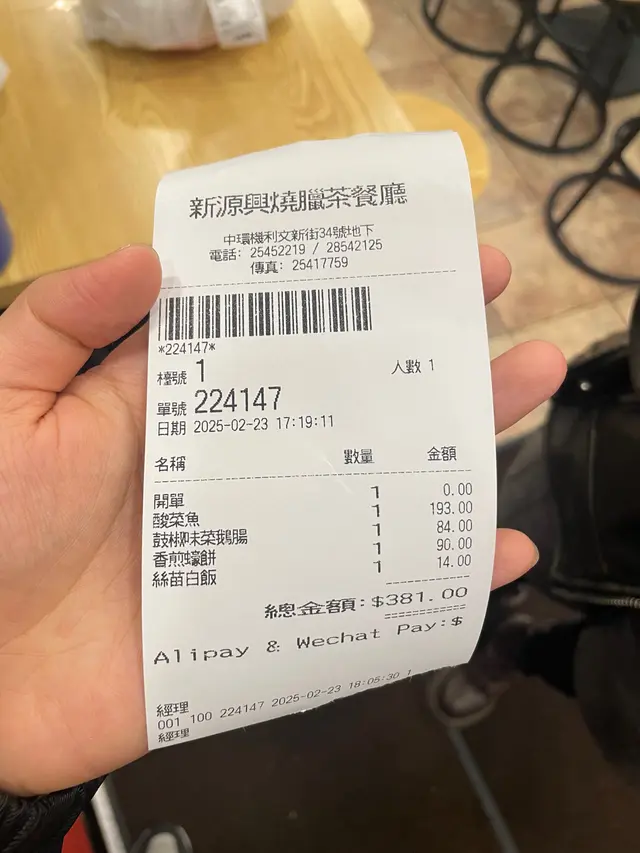 新源興燒臘茶餐廳
中環機利文新街34號地下
電話: 25452219 / 28542125
傳真: 25417759
*224147*
檯號 1 人數 1
單號 224147
日期 2025-02-23 17:19:11
名稱 數量 金額
開單 1 0.00
酸菜魚 1 193.00
鼓椒味菜鵝腸 1 84.00
香煎蠔餅 1 90.00
絲苗白飯 1 14.00
總金額:$381.00
Alipay & Wechat Pay:$
經理
001 100 224147 2025-02-23 18:05:30 1
經理